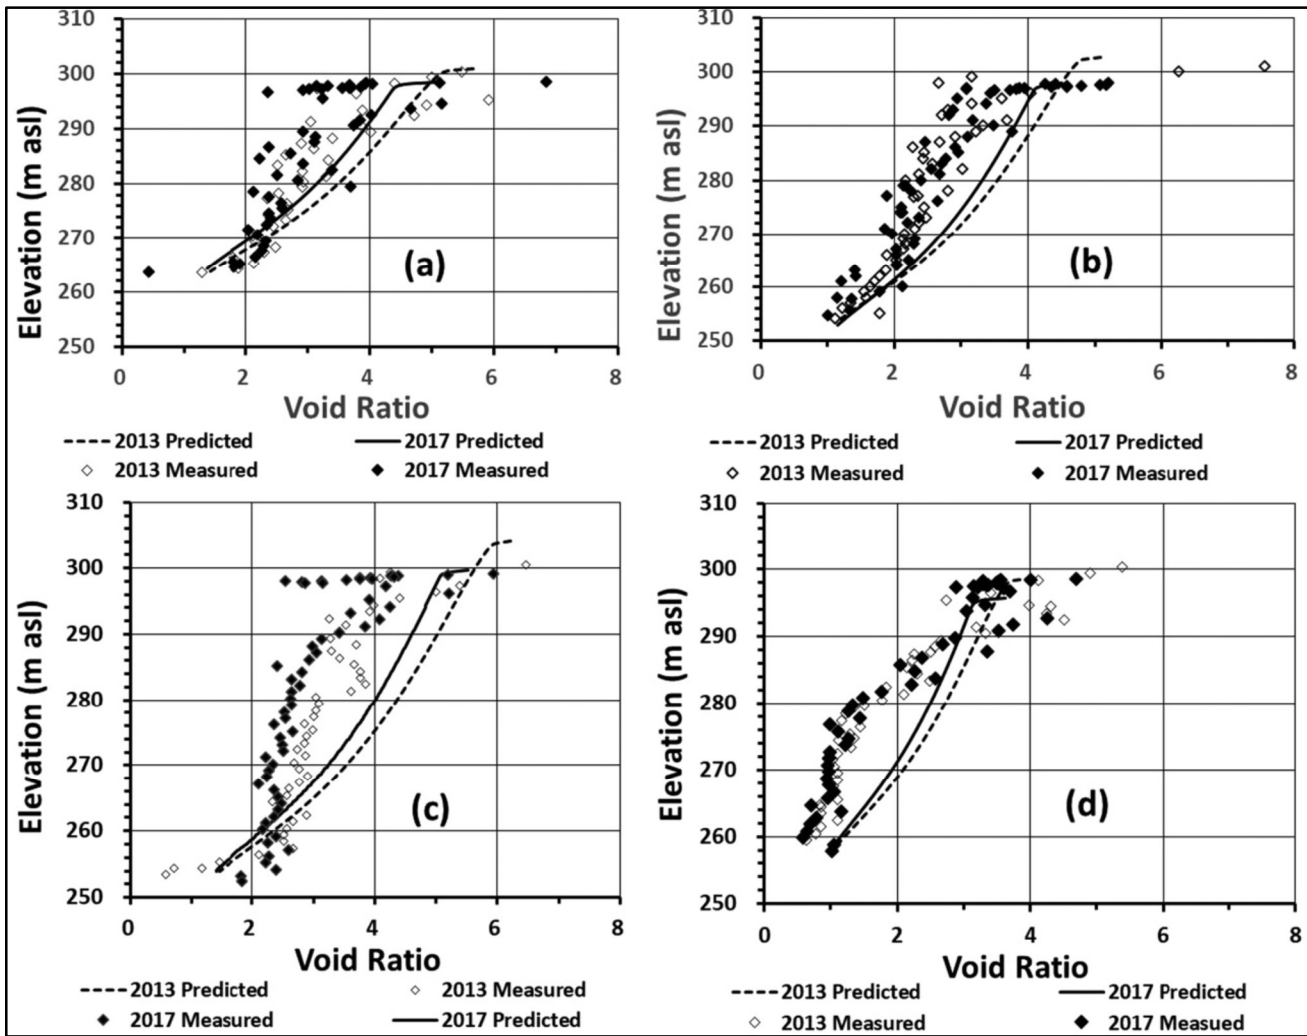 310
300
290
280
270
260
250
Elevation (m asl)
(a)
0 2 4 6 8
Void Ratio
2013 Predicted 2017 Predicted
2013 Measured 2017 Measured
310
300
290
280
270
260
250
Elevation (m asl)
(b)
0 2 4 6 8
Void Ratio
2013 Predicted 2017 Predicted
2013 Measured 2017 Measured
310
300
290
280
270
260
250
Elevation (m asl)
(c)
0 2 4 6 8
Void Ratio
2013 Predicted 2013 Measured
2017 Measured 2017 Predicted
310
300
290
280
270
260
250
Elevation (m asl)
(d)
0 2 4 6 8
Void Ratio
2013 Predicted 2017 Predicted
2013 Measured 2017 Measued